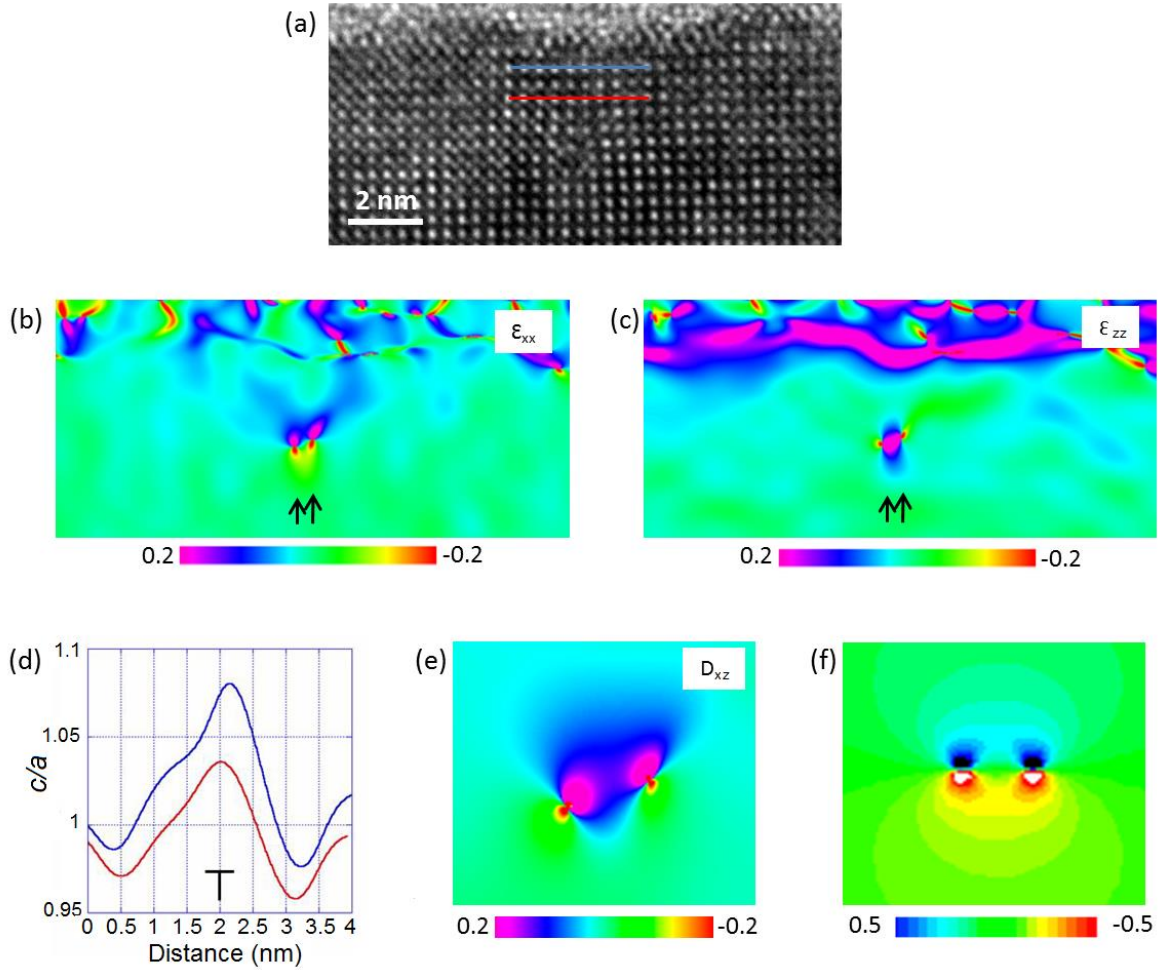 (a)
2 nm
(b)
εxx
(c)
εzz
0.2 -0.2
0.2 -0.2
(d)
1.1
1.05
1
0.95
c/a
0 0.5 1 1.5 2 2.5 3 3.5 4
Distance (nm)
(e)
Dxz
0.2 -0.2
(f)
0.5 -0.5